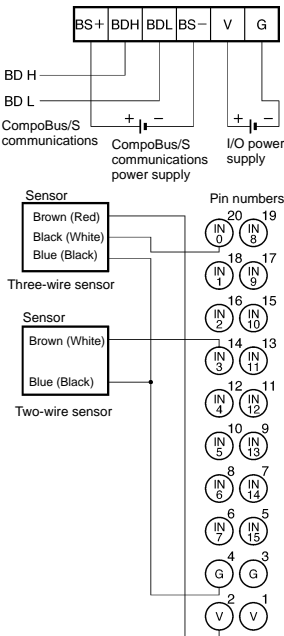 BS+ BDH BDL BS− V G
BD H
BD L
+ − + −
CompoBus/S
communications
CompoBus/S
communications
power supply
I/O power
supply
Sensor
Brown (Red)
Black (White)
Blue (Black)
Three-wire sensor
Sensor
Brown (White)
Blue (Black)
Two-wire sensor
Pin numbers
20 19
IN 0 IN 8
18 17
IN 1 IN 9
16 15
IN 2 IN 10
14 13
IN 3 IN 11
12 11
IN 4 IN 12
10 9
IN 5 IN 13
8 7
IN 6 IN 14
6 5
IN 7 IN 15
4 3
G G
2 1
V V